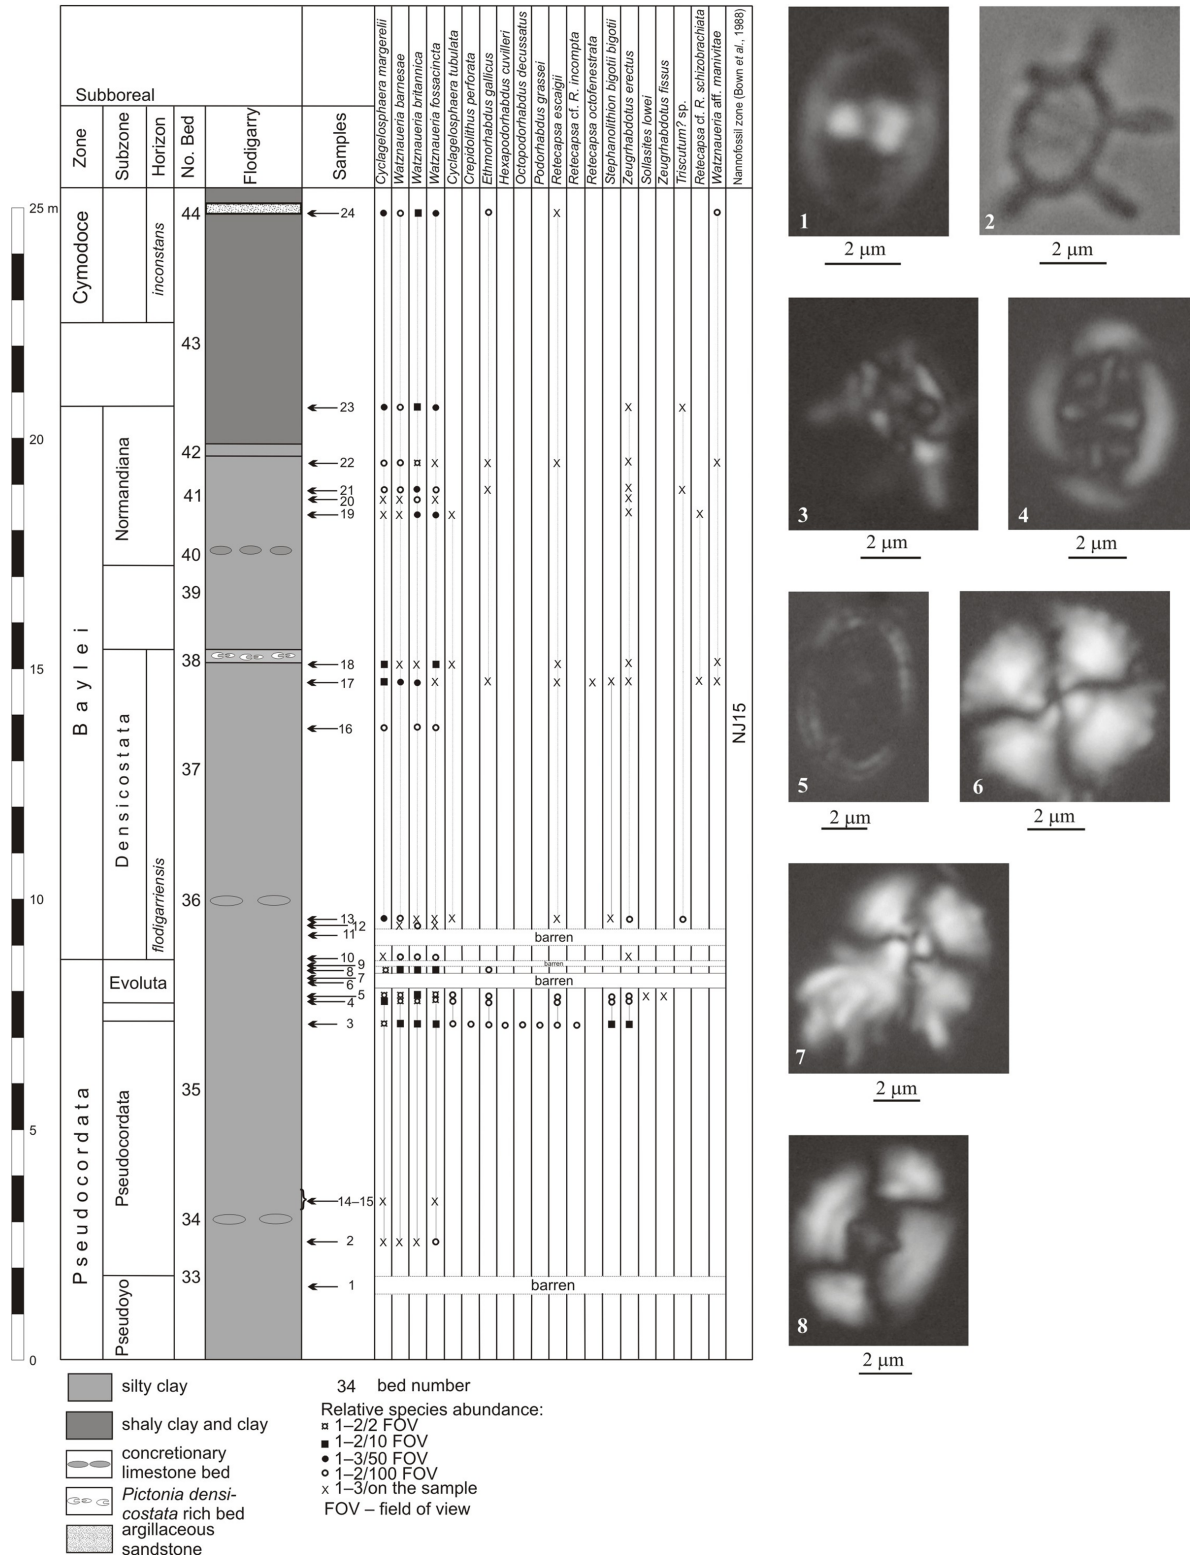 Subboreal
Zone
Subzone
Horizon
No. Bed
Flodigarry
Samples
Cyclagelosphaera margerelii
Watznaueria barnesae
Watznaueria britannica
Watznaueria fossacincta
Cyclagelosphaera tubulata
Crepidolithus perforata
Ethmorhabdus gallicus
Hexapodorhabdus cuvilleri
Octopodorhabdus decussatus
Podorhabdus grassei
Retecapsa escaigii
Retecapsa cf. R. incompta
Retecapsa octofenestrata
Stephanolithion bigotii bigotii
Zeugrhabdotus erectus
Sollasites lowei
Zeugrhabdotus fissus
Triscutum? sp.
Retecapsa cf. R. schizobrachiata
Watznaueria aff. manivitae
Nannofossil zone (Bown et al., 1988)
25 m
20
15
10
5
0
Cymodoce
inconstans
Baylei
Normandiana
Densicostata
flodigarriensis
Pseudocordata
Evoluta
Pseudocordata
Pseudoyo
44
43
42
41
40
39
38
37
36
35
34
33
24
23
22
21
20
19
18
17
16
13
12
11
barren
10
9
barren
8
7
barren
6
5
4
3
14–15
2
1
barren
NJ15
1
2 µm
2
2 µm
3
2 µm
4
2 µm
5
2 µm
6
2 µm
7
2 µm
8
2 µm
silty clay
shaly clay and clay
concretionary
limestone bed
Pictonia densi-
costata rich bed
argillaceous
sandstone
34 bed number
Relative species abundance:
¤ 1–2/2 FOV
■ 1–2/10 FOV
● 1–3/50 FOV
o 1–2/100 FOV
x 1–3/on the sample
FOV – field of view